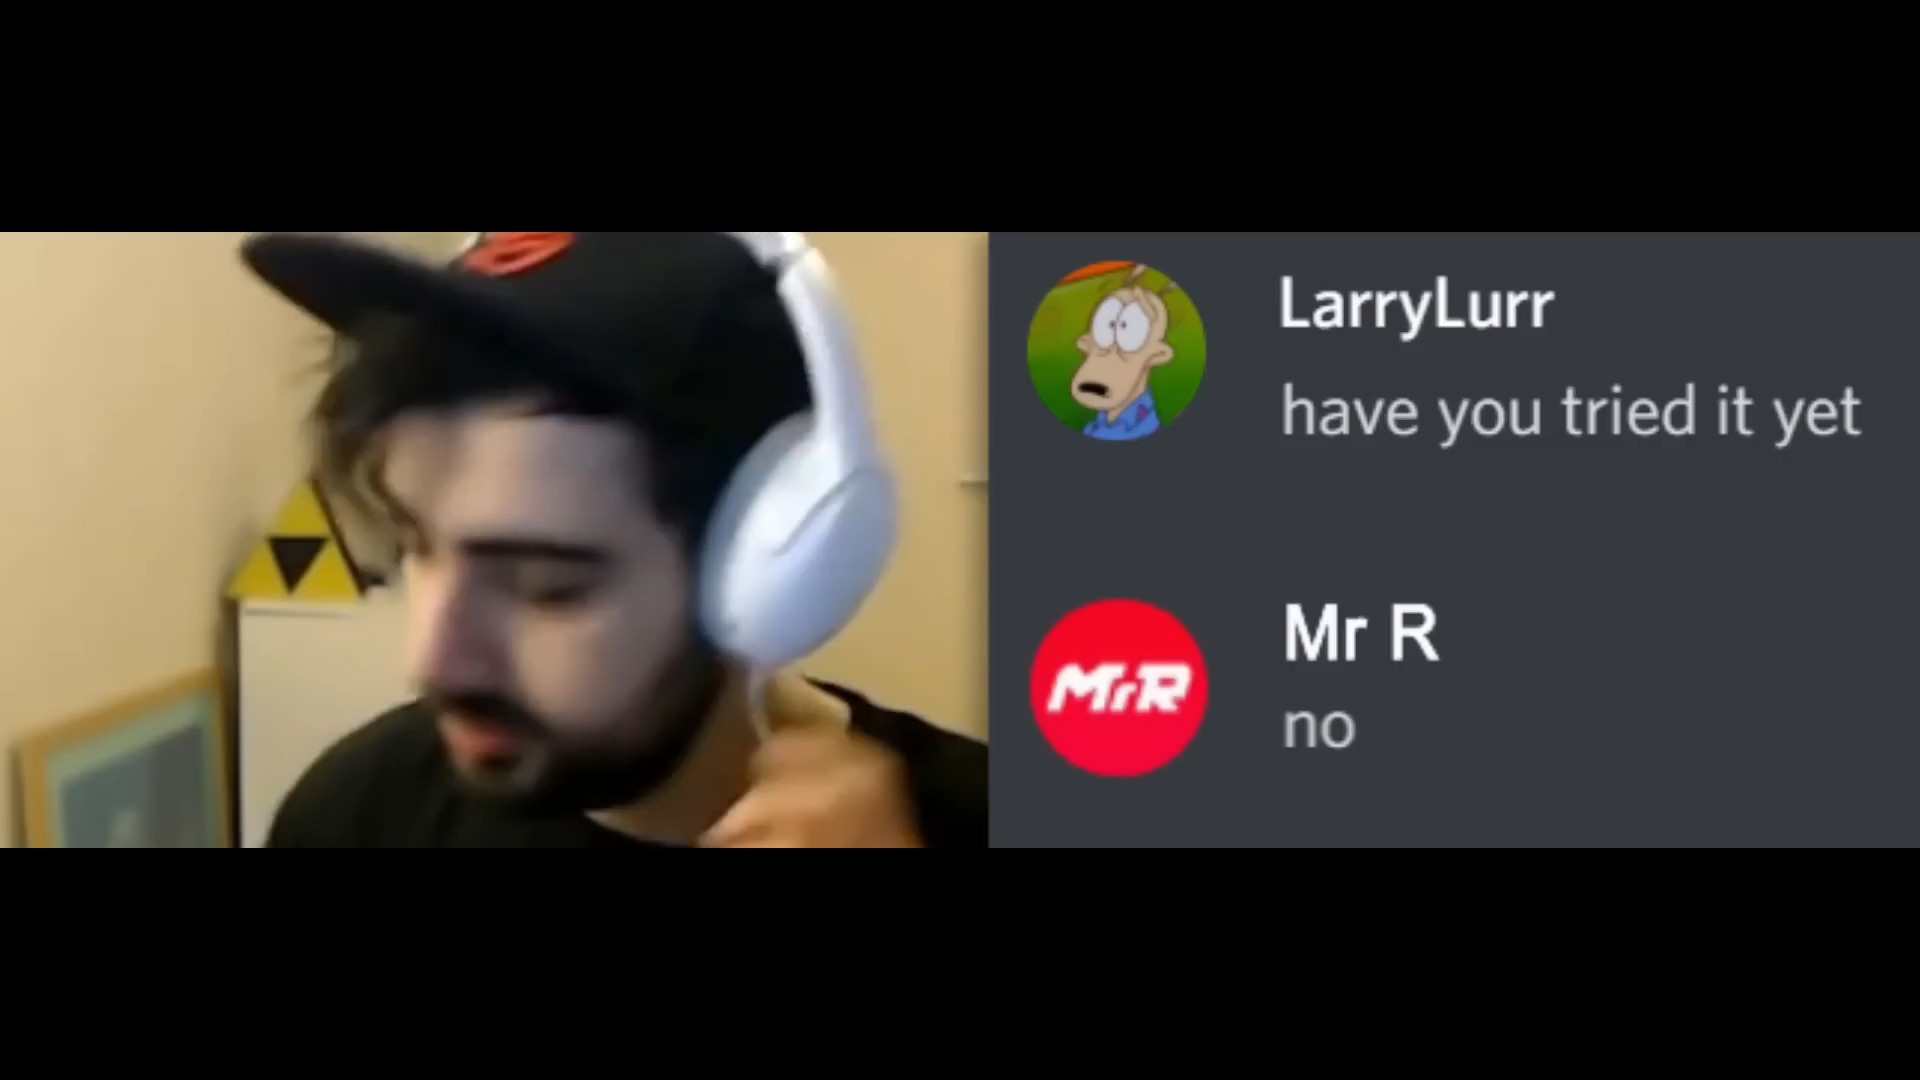 LarryLurr
have you tried it yet
Mr R
MrR
no